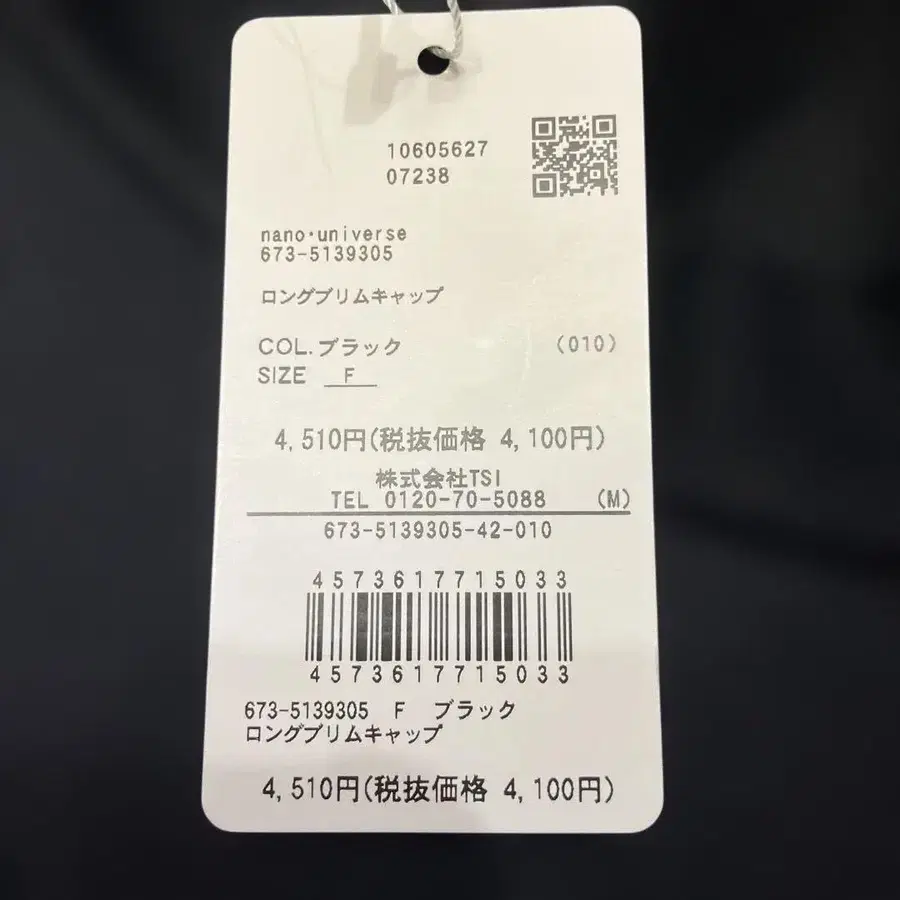 10605627
07238
nano・universe
673-5139305
ロングブリムキャップ
COL.ブラック (010)
SIZE F
4,510円(税抜価格 4,100円)
株式会社TSI
TEL 0120-70-5088 (M)
673-5139305-42-010
4573617715033
4573617715033
673-5139305 F ブラック
ロングブリムキャップ
4,510円(税抜価格 4,100円)